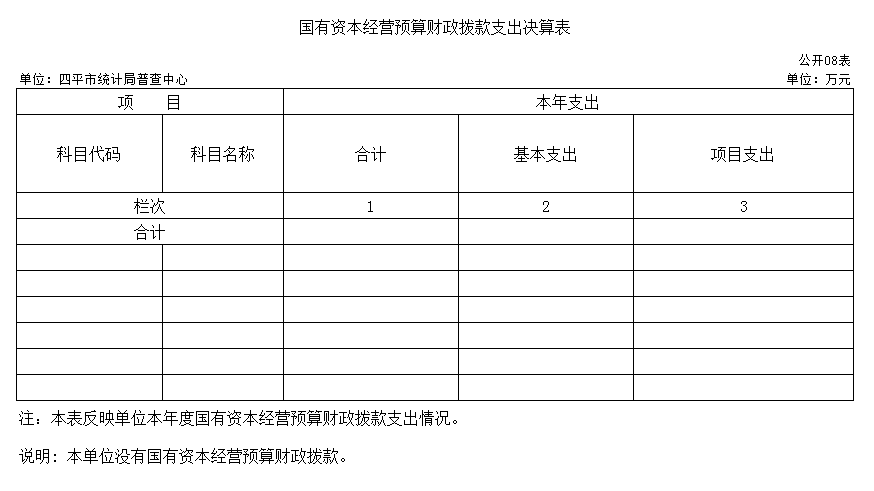 国有资本经营预算财政拨款支出决算表
公开08表
单位：四平市统计局普查中心 单位：万元
项 目 本年支出
科目代码 科目名称 合计 基本支出 项目支出
栏次 1 2 3
合计
注：本表反映单位本年度国有资本经营预算财政拨款支出情况。
说明：本单位没有国有资本经营预算财政拨款。